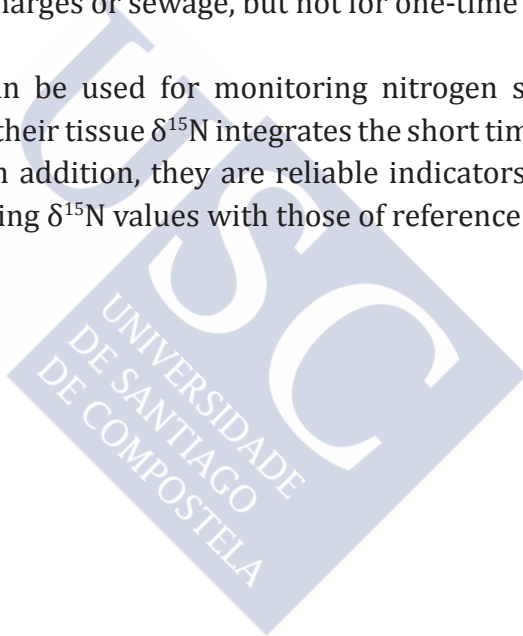 harges or sewage, but not for one-time
n be used for monitoring nitrogen s
their tissue δ¹⁵N integrates the short tim
n addition, they are reliable indicators
ing δ¹⁵N values with those of reference
USC
UNIVERSIDADE
DE SANTIAGO
DE COMPOSTELA